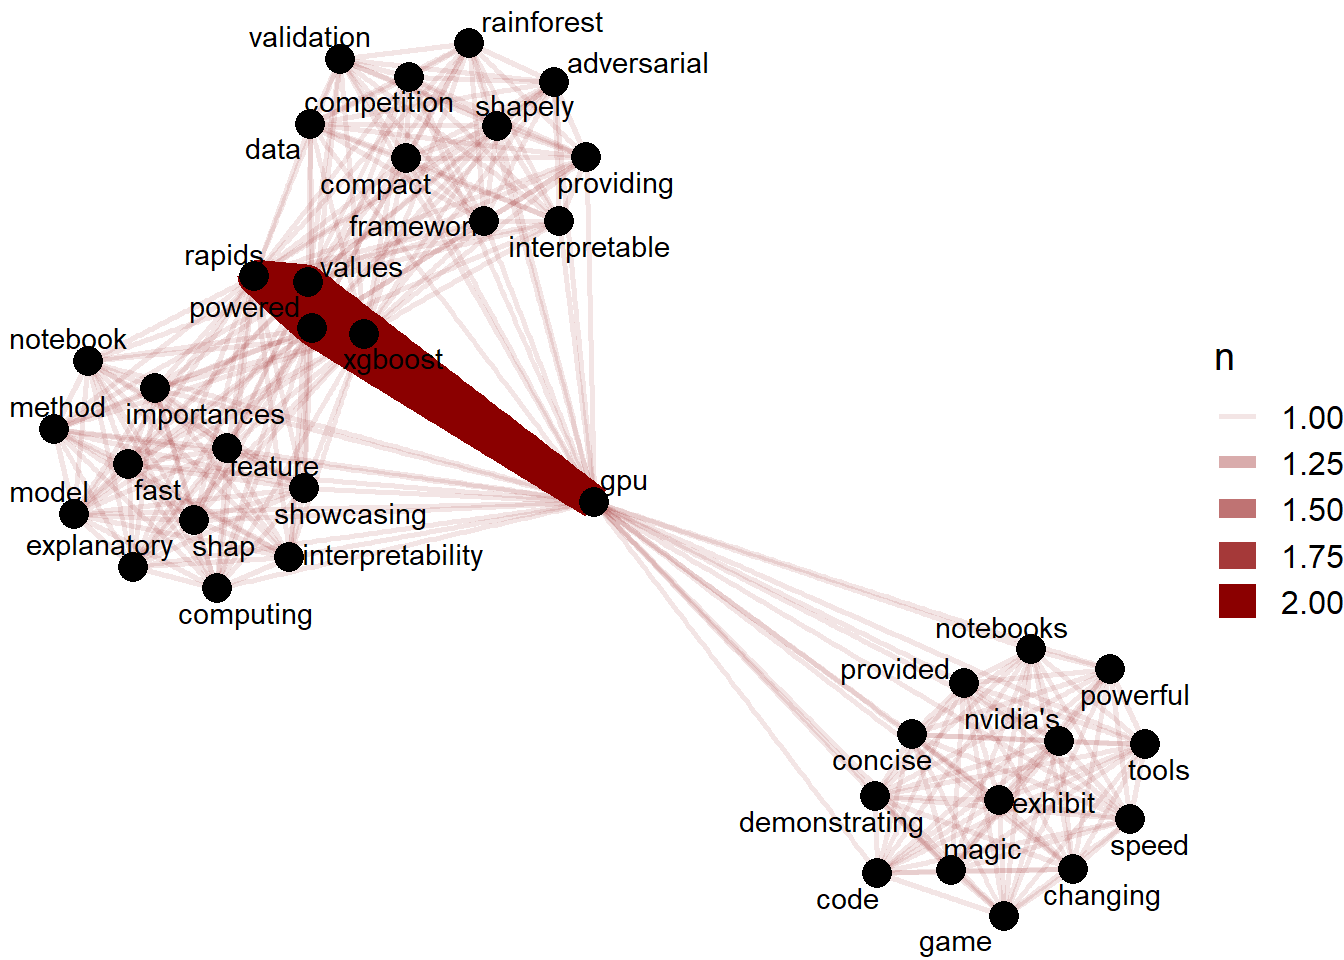 rainforest
validation
adversarial
competition
shapely
data
compact
providing
framewor
interpretable
rapids
values
powered
xgboost
notebook
method
importances
feature
model
fast
showcasing
explanatory
shap
interpretability
computing
gpu
notebooks
provided
powerful
nvidia's
concise
tools
exhibit
demonstrating
speed
magic
code
changing
game
n
1.00
1.25
1.50
1.75
2.00